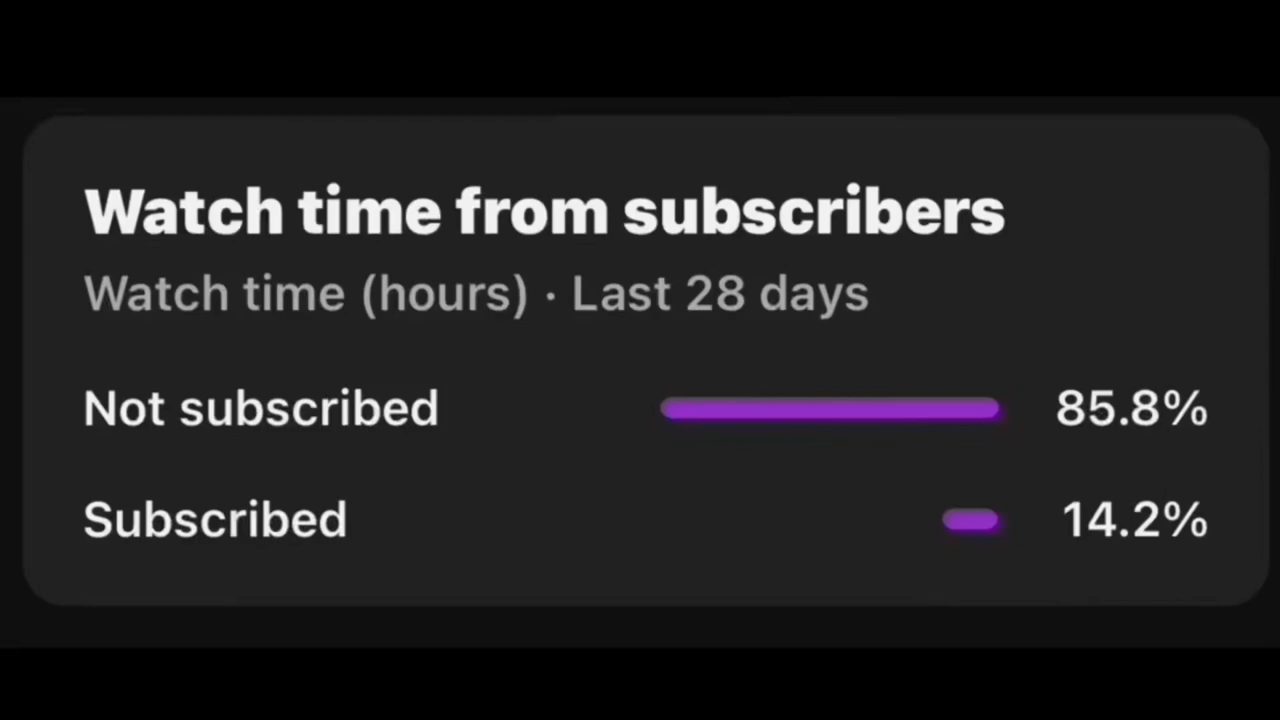 Watch time from subscribers
Watch time (hours) · Last 28 days
Not subscribed 85.8%
Subscribed 14.2%